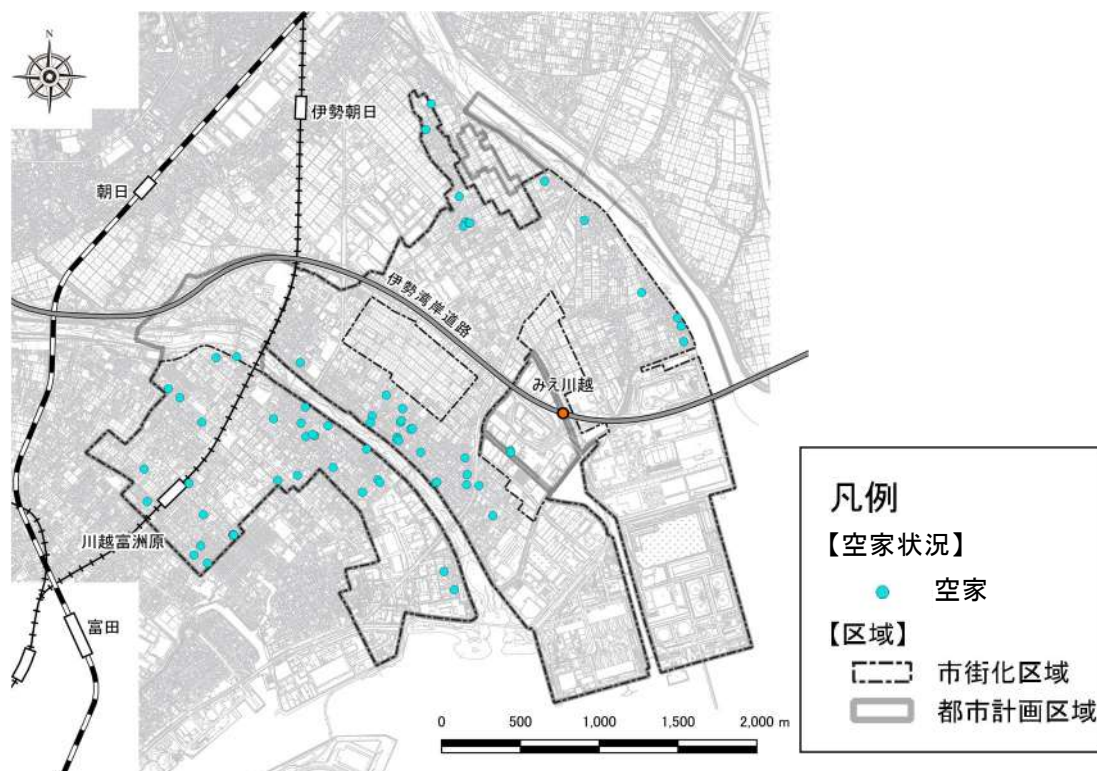 N
伊勢朝日
朝日
伊勢湾岸道路
みえ川越
川越富洲原
富田
0 500 1,000 1,500 2,000 m
凡例
【空家状況】
空家
【区域】
市街化区域
都市計画区域